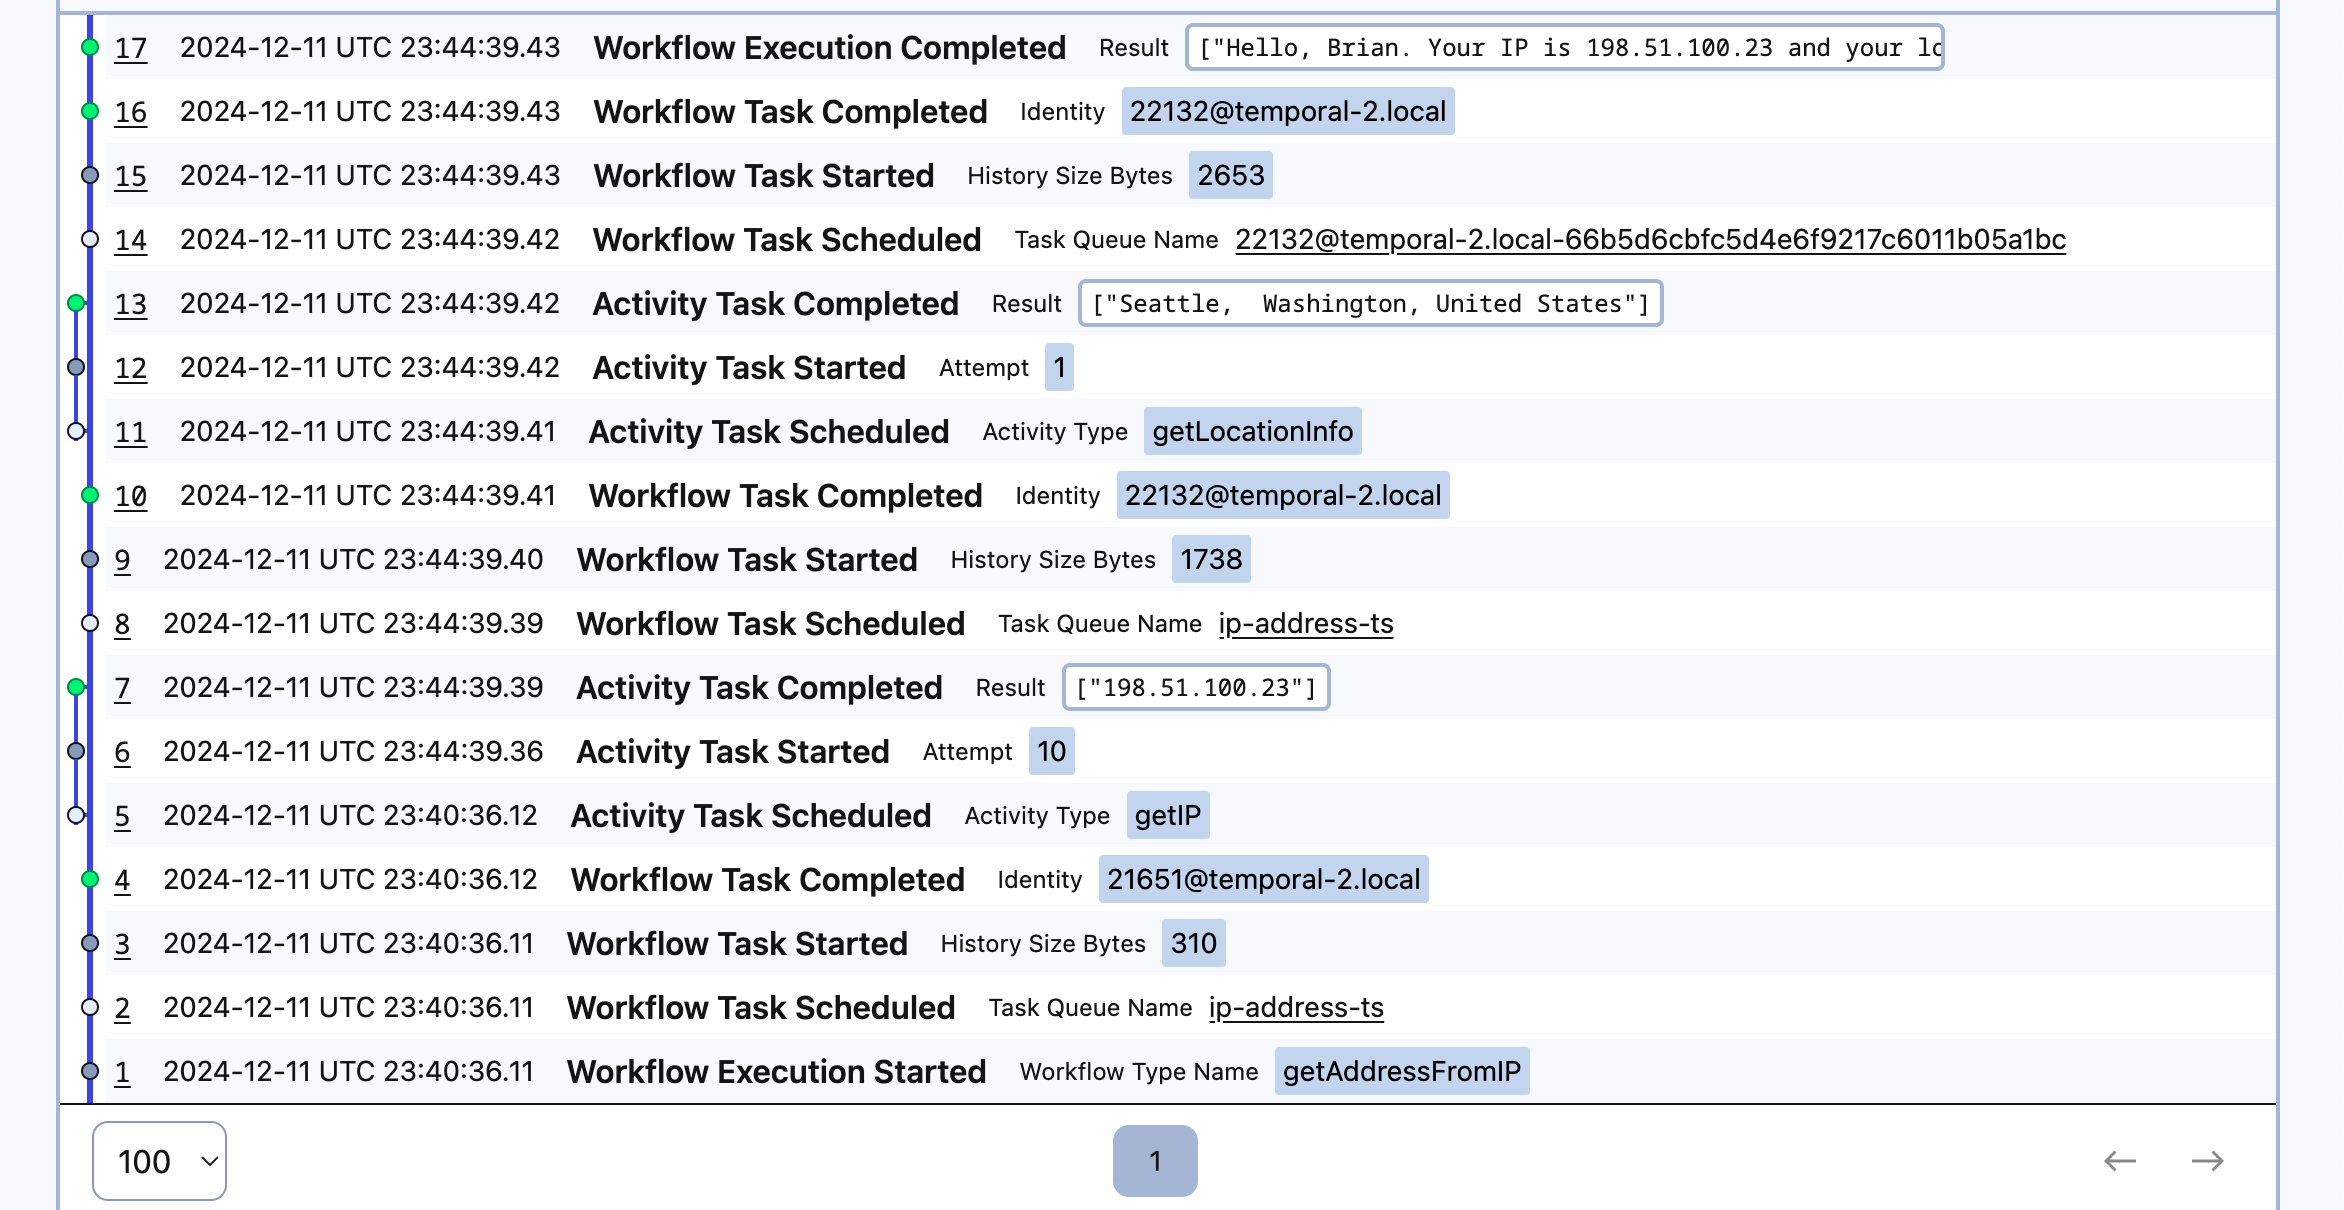 17 2024-12-11 UTC 23:44:39.43 Workflow Execution Completed Result ["Hello, Brian. Your IP is 198.51.100.23 and your lo
16 2024-12-11 UTC 23:44:39.43 Workflow Task Completed Identity 22132@temporal-2.local
15 2024-12-11 UTC 23:44:39.43 Workflow Task Started History Size Bytes 2653
14 2024-12-11 UTC 23:44:39.42 Workflow Task Scheduled Task Queue Name 22132@temporal-2.local-66b5d6cbfc5d4e6f9217c6011b05a1bc
13 2024-12-11 UTC 23:44:39.42 Activity Task Completed Result ["Seattle,  Washington, United States"]
12 2024-12-11 UTC 23:44:39.42 Activity Task Started Attempt 1
11 2024-12-11 UTC 23:44:39.41 Activity Task Scheduled Activity Type getLocationInfo
10 2024-12-11 UTC 23:44:39.41 Workflow Task Completed Identity 22132@temporal-2.local
9 2024-12-11 UTC 23:44:39.40 Workflow Task Started History Size Bytes 1738
8 2024-12-11 UTC 23:44:39.39 Workflow Task Scheduled Task Queue Name ip-address-ts
7 2024-12-11 UTC 23:44:39.39 Activity Task Completed Result ["198.51.100.23"]
6 2024-12-11 UTC 23:44:39.36 Activity Task Started Attempt 10
5 2024-12-11 UTC 23:40:36.12 Activity Task Scheduled Activity Type getIP
4 2024-12-11 UTC 23:40:36.12 Workflow Task Completed Identity 21651@temporal-2.local
3 2024-12-11 UTC 23:40:36.11 Workflow Task Started History Size Bytes 310
2 2024-12-11 UTC 23:40:36.11 Workflow Task Scheduled Task Queue Name ip-address-ts
1 2024-12-11 UTC 23:40:36.11 Workflow Execution Started Workflow Type Name getAddressFromIP
100 1